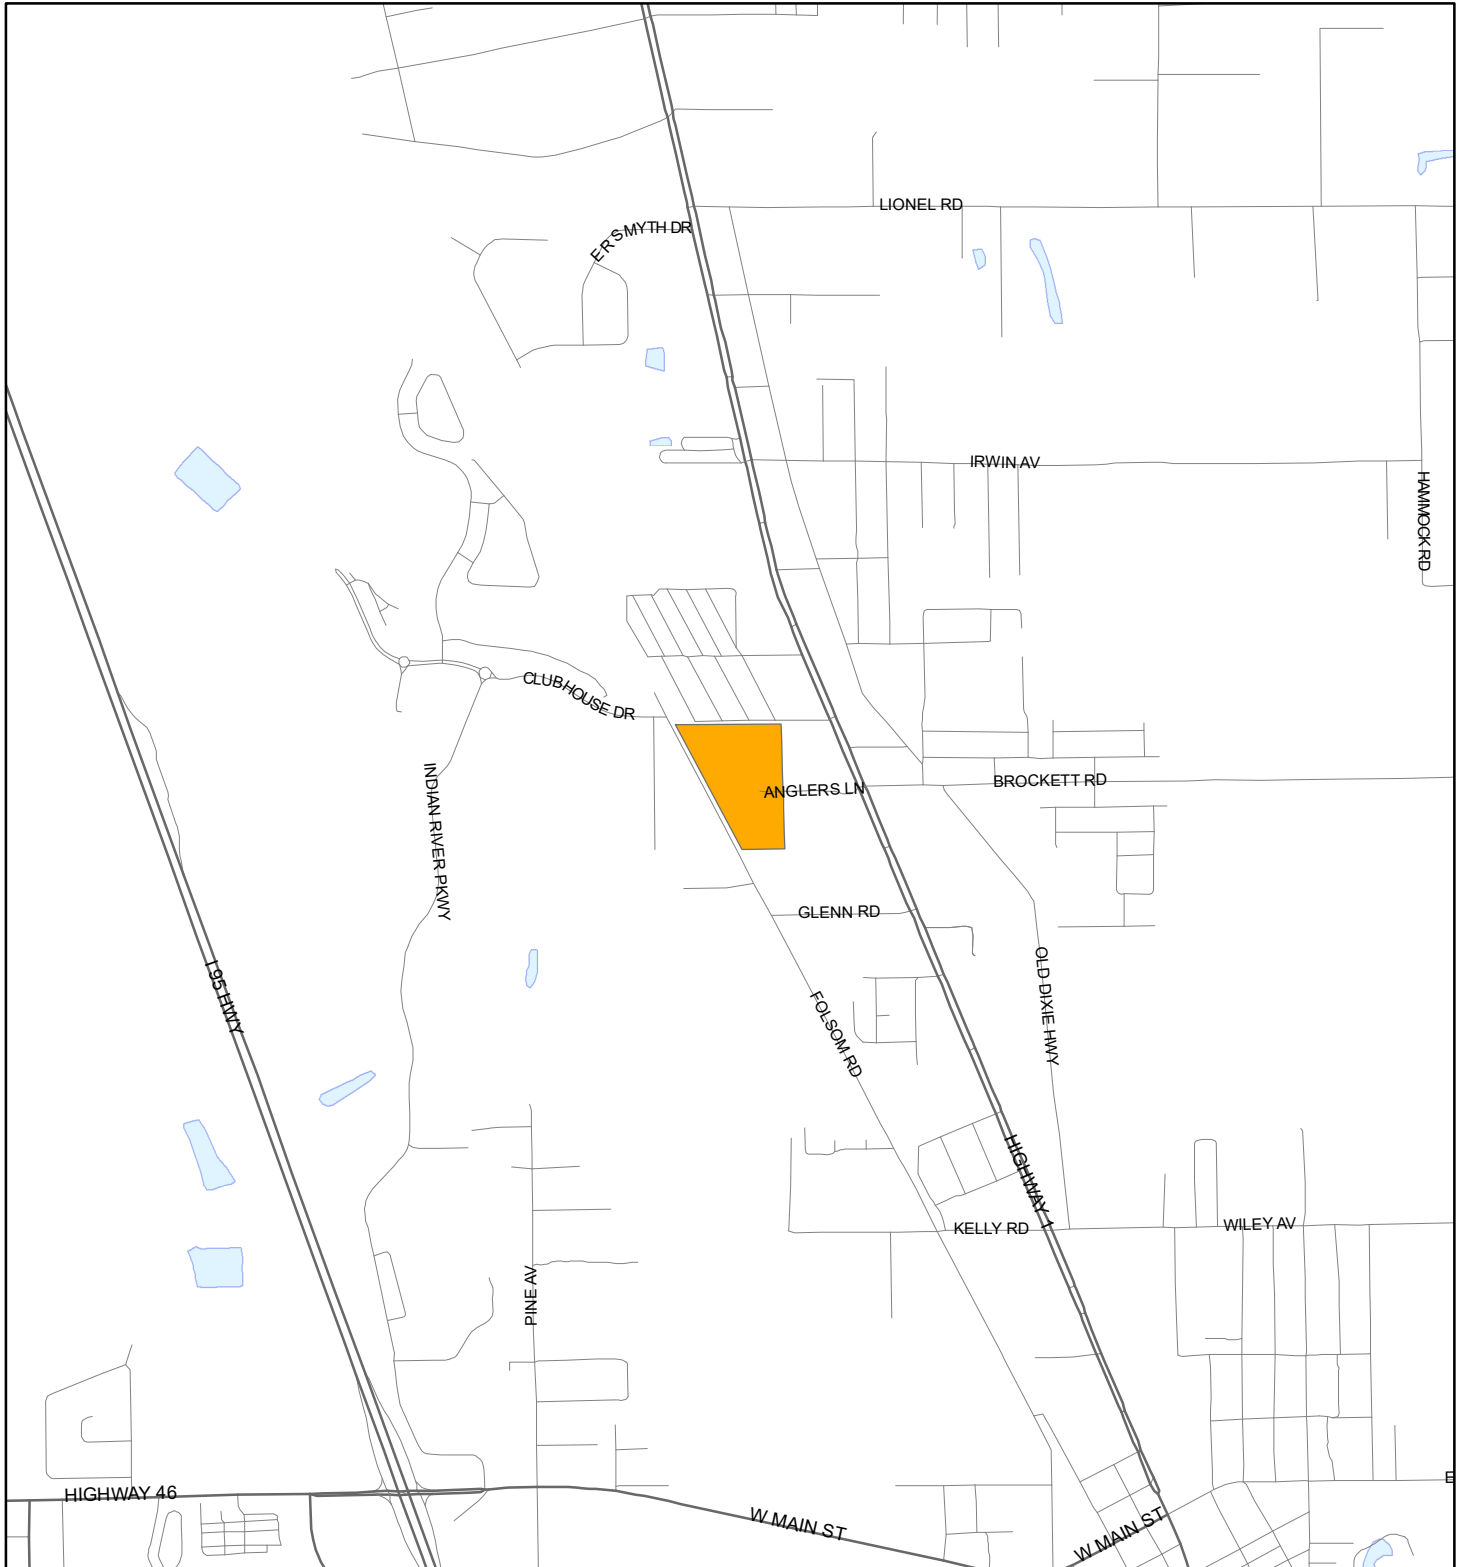 LIONEL RD
E R SMYTH DR
IRWIN AV
HAMMOCK RD
CLUBHOUSE DR
INDIAN RIVER PKWY
ANGLERS LN
BROCKETT RD
GLENN RD
OLD DIXIE HWY
I 95 HWY
FOLSOM RD
HIGHWAY 1
KELLY RD
WILEY AV
PINE AV
E
HIGHWAY 46
W MAIN ST
W MAIN ST